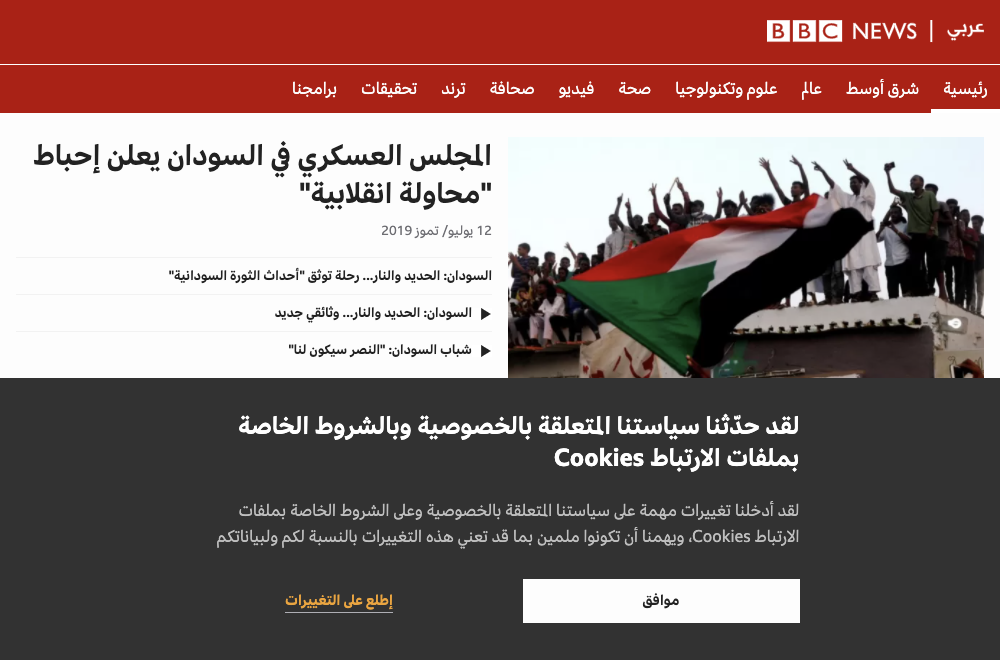 BBC NEWS | عربي
رئيسية شرق أوسط عالم علوم وتكنولوجيا صحة فيديو صحافة ترند تحقيقات برامجنا
المجلس العسكري في السودان يعلن إحباط
"محاولة انقلابية"
12 يوليو/ تموز 2019
السودان: الحديد والنار... رحلة توثق "أحداث الثورة السودانية"
السودان: الحديد والنار... وثائقي جديد
شباب السودان: "النصر سيكون لنا"
لقد حدّثنا سياستنا المتعلقة بالخصوصية وبالشروط الخاصة
بملفات الارتباط Cookies
لقد أدخلنا تغييرات مهمة على سياستنا المتعلقة بالخصوصية وعلى الشروط الخاصة بملفات
الارتباط Cookies، ويهمنا أن تكونوا ملمين بما قد تعني هذه التغييرات بالنسبة لكم ولبياناتكم
موافق
إطلع على التغييرات